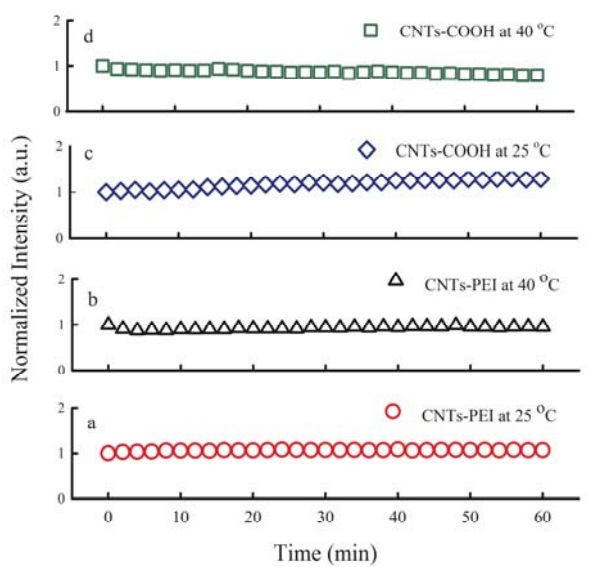 d
CNTs-COOH at 40 °C
2
1
0
c
CNTs-COOH at 25 °C
2
1
0
b
CNTs-PEI at 40 °C
2
1
0
a
CNTs-PEI at 25 °C
2
1
0
0 10 20 30 40 50 60
Time (min)
Normalized Intensity (a.u.)